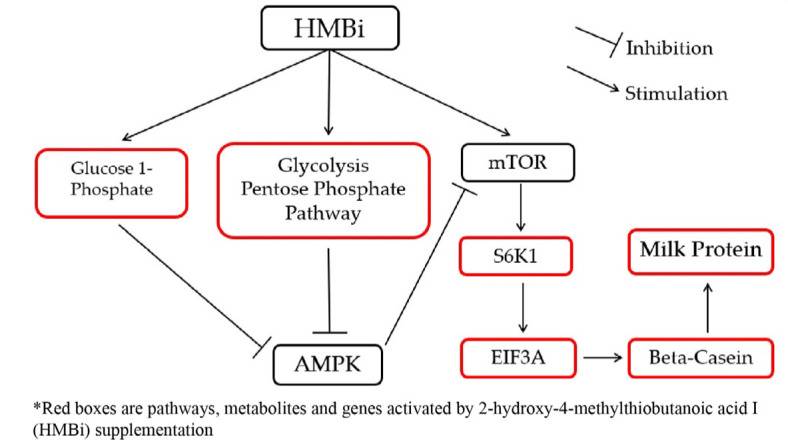 HMBi
Inhibition
Stimulation
Glucose 1-
Phosphate
Glycolysis
Pentose Phosphate
Pathway
mTOR
S6K1
Milk Protein
AMPK
EIF3A
Beta-Casein
*Red boxes are pathways, metabolites and genes activated by 2-hydroxy-4-methylthiobutanoic acid I
(HMBi) supplementation